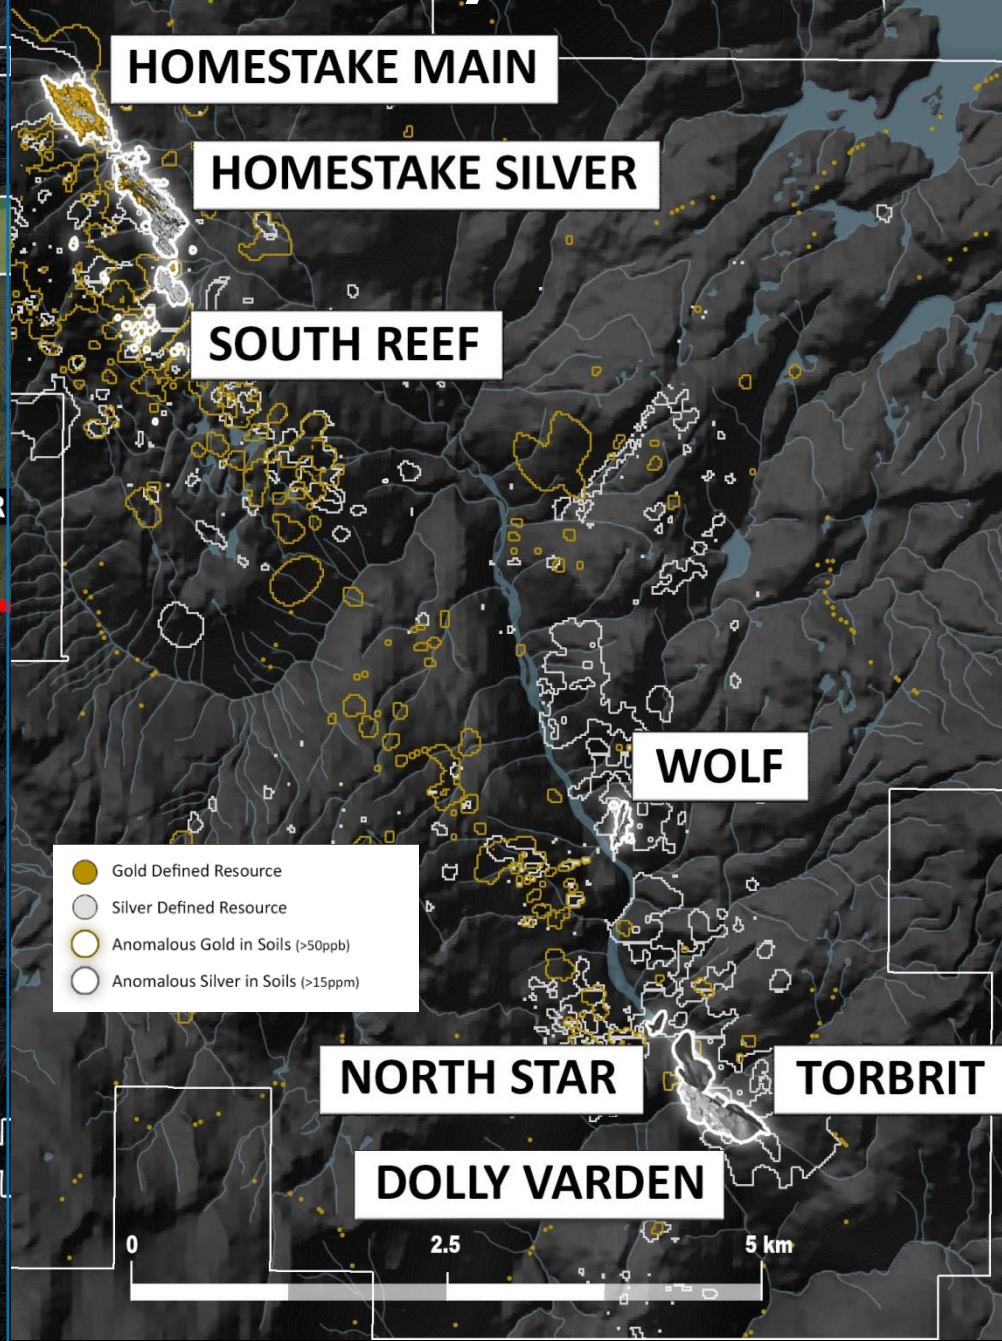 HOMESTAKE MAIN
HOMESTAKE SILVER
SOUTH REEF
R
WOLF
Gold Defined Resource
Silver Defined Resource
Anomalous Gold in Soils (>50ppb)
Anomalous Silver in Soils (>15ppm)
NORTH STAR
TORBRIT
DOLLY VARDEN
0 2.5 5 km